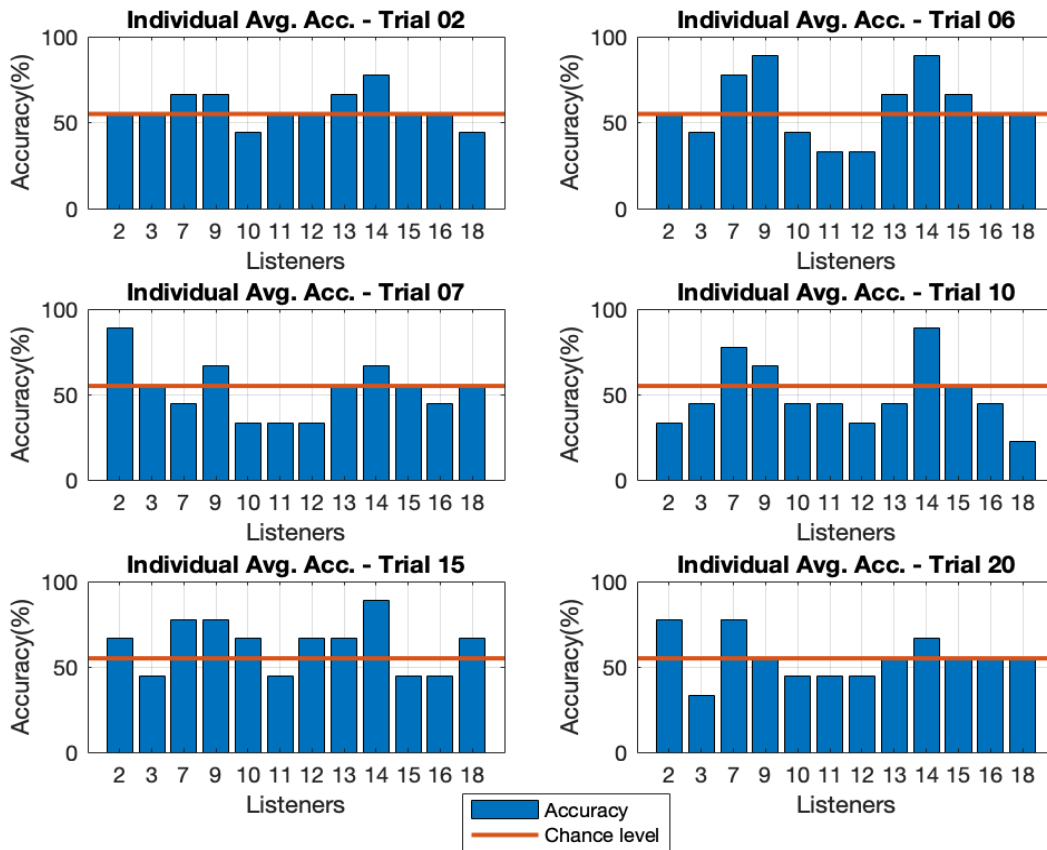 Individual Avg. Acc. - Trial 02
Accuracy(%)
100
50
0
2 3 7 9 10 11 12 13 14 15 16 18
Listeners
Individual Avg. Acc. - Trial 06
Accuracy(%)
100
50
0
2 3 7 9 10 11 12 13 14 15 16 18
Listeners
Individual Avg. Acc. - Trial 07
Accuracy(%)
100
50
0
2 3 7 9 10 11 12 13 14 15 16 18
Listeners
Individual Avg. Acc. - Trial 10
Accuracy(%)
100
50
0
2 3 7 9 10 11 12 13 14 15 16 18
Listeners
Individual Avg. Acc. - Trial 15
Accuracy(%)
100
50
0
2 3 7 9 10 11 12 13 14 15 16 18
Listeners
Individual Avg. Acc. - Trial 20
Accuracy(%)
100
50
0
2 3 7 9 10 11 12 13 14 15 16 18
Listeners
Accuracy
Chance level